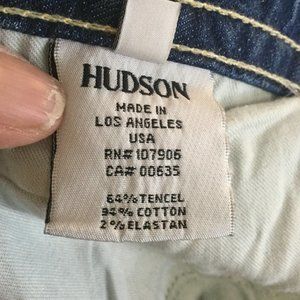 HUDSON
MADE IN
LOS ANGELES
USA
RN# 107906
CA# 00635
64% TENCEL
34% COTTON
2% ELASTAN